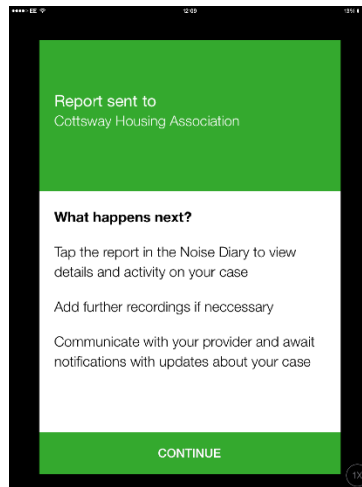 EE 12:09 13%
Report sent to
Cottsway Housing Association
What happens next?
Tap the report in the Noise Diary to view
details and activity on your case
Add further recordings if neccessary
Communicate with your provider and await
notifications with updates about your case
CONTINUE
1X